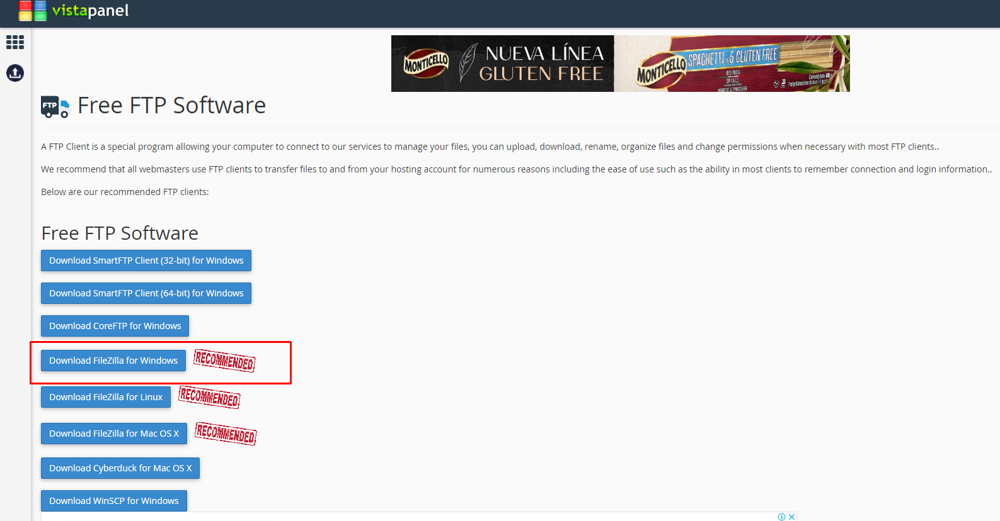 vistapanel
MONTICELLO
NUEVA LÍNEA
GLUTEN FREE
MONTICELLO
SPAGHETTI n5 GLUTEN FREE
FTP
Free FTP Software
A FTP Client is a special program allowing your computer to connect to our services to manage your files, you can upload, download, rename, organize files and change permissions when necessary with most FTP clients..
We recommend that all webmasters use FTP clients to transfer files to and from your hosting account for numerous reasons including the ease of use such as the ability in most clients to remember connection and login information..
Below are our recommended FTP clients:
Free FTP Software
Download SmartFTP Client (32-bit) for Windows
Download SmartFTP Client (64-bit) for Windows
Download CoreFTP for Windows
Download FileZilla for Windows RECOMMENDED
Download FileZilla for Linux RECOMMENDED
Download FileZilla for Mac OS X RECOMMENDED
Download Cyberduck for Mac OS X
Download WinSCP for Windows